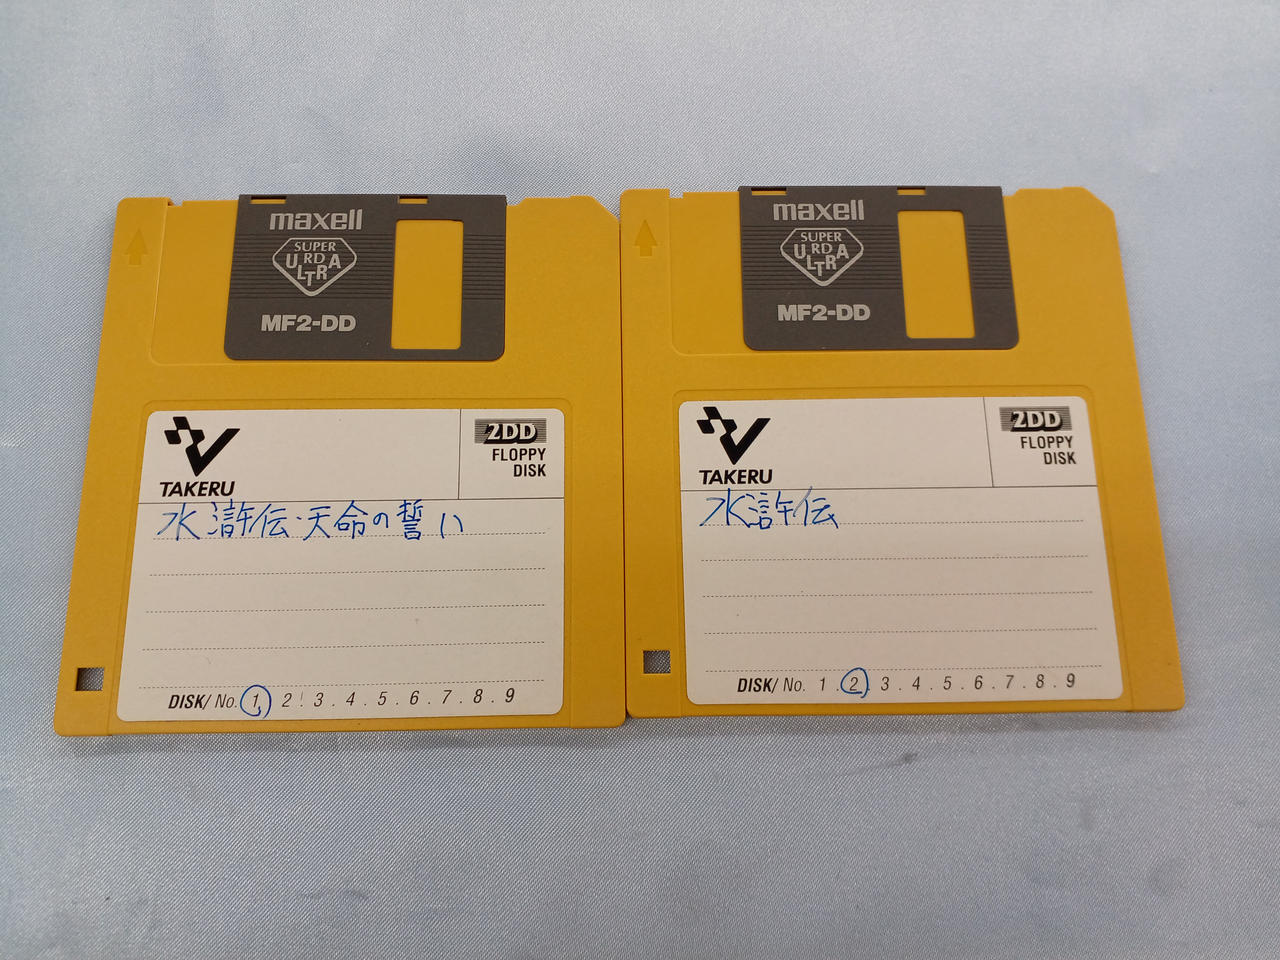 maxell
SUPER
URDA
LTR
MF2-DD
TAKERU
2DD
FLOPPY
DISK
水滸伝・天命の誓い
DISK/ No. 1 . 2 . 3 . 4 . 5 . 6 . 7 . 8 . 9
maxell
SUPER
URDA
LTR
MF2-DD
TAKERU
2DD
FLOPPY
DISK
水滸伝
DISK/ No. 1 . 2 . 3 . 4 . 5 . 6 . 7 . 8 . 9